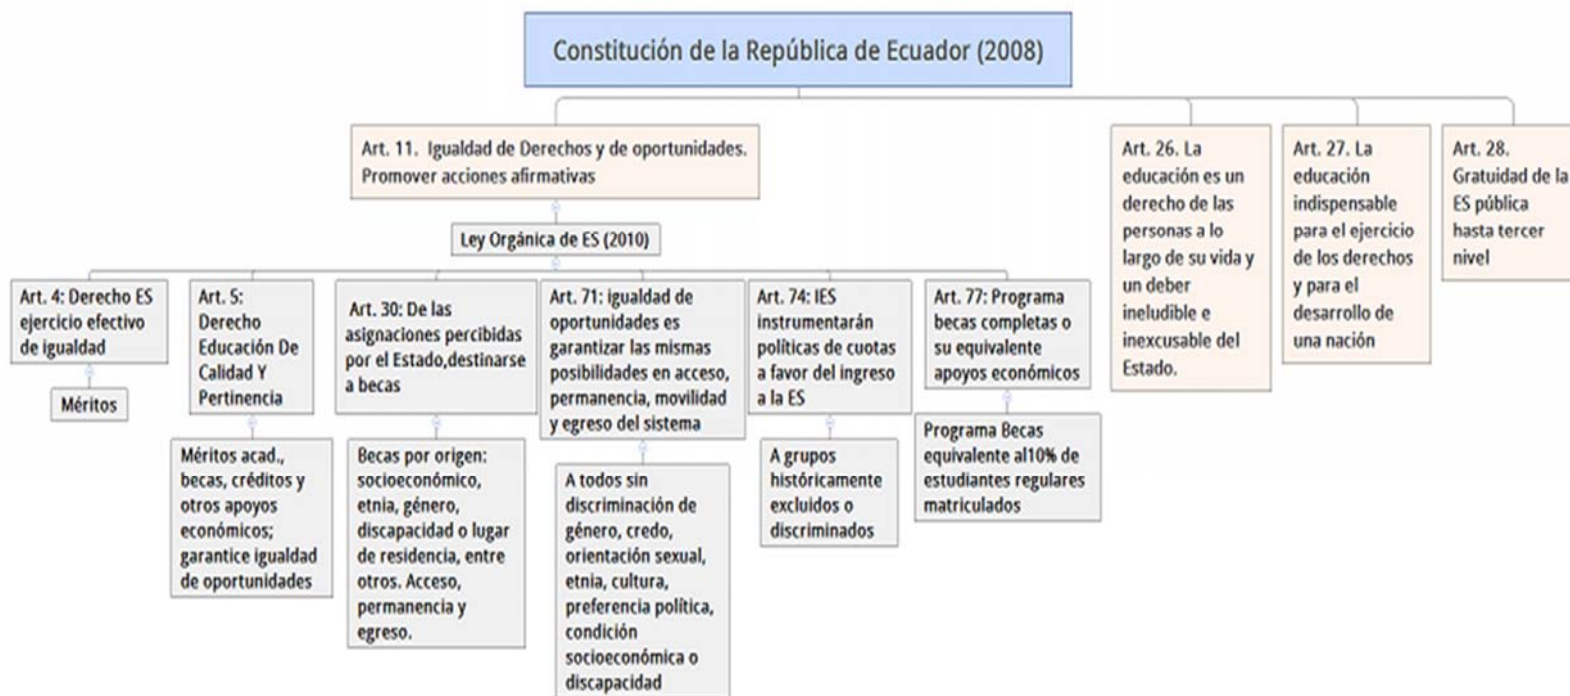 Constitución de la República de Ecuador (2008)
Art. 11. Igualdad de Derechos y de oportunidades.
Promover acciones afirmativas
Art. 26. La
educación es un
derecho de las
personas a lo
largo de su vida y
un deber
ineludible e
inexcusable del
Estado.
Art. 27. La
educación
indispensable
para el ejercicio
de los derechos
y para el
desarrollo de
una nación
Art. 28.
Gratuidad de la
ES pública
hasta tercer
nivel
Ley Orgánica de ES (2010)
Art. 4: Derecho ES
ejercicio efectivo
de igualdad
Méritos
Art. 5:
Derecho
Educación De
Calidad Y
Pertinencia
Méritos acad.,
becas, créditos y
otros apoyos
económicos;
garantice igualdad
de oportunidades
Art. 30: De las
asignaciones percibidas
por el Estado,destinarse
a becas
Becas por origen:
socioeconómico,
etnia, género,
discapacidad o lugar
de residencia, entre
otros. Acceso,
permanencia y
egreso.
Art. 71: igualdad de
oportunidades es
garantizar las mismas
posibilidades en acceso,
permanencia, movilidad
y egreso del sistema
A todos sin
discriminación de
género, credo,
orientación sexual,
etnia, cultura,
preferencia política,
condición
socioeconómica o
discapacidad
Art. 74: IES
instrumentarán
políticas de cuotas
a favor del ingreso
a la ES
A grupos
históricamente
excluidos o
discriminados
Art. 77: Programa
becas completas o
su equivalente
apoyos económicos
Programa Becas
equivalente al10% de
estudiantes regulares
matriculados